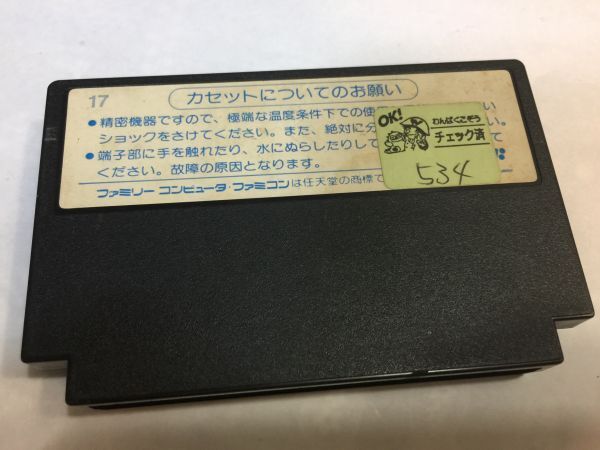 17
カセットについてのお願い
●精密機器ですので、極端な温度条件下での使用
い
ショックをさけてください。また、絶対に分
●端子部に手を触れたり、水にぬらしたりして
て
ください。故障の原因となります。
ファミリーコンピュータ・ファミコンは任天堂の商標で
OK!
わんぱくこぞう
チェック済
534